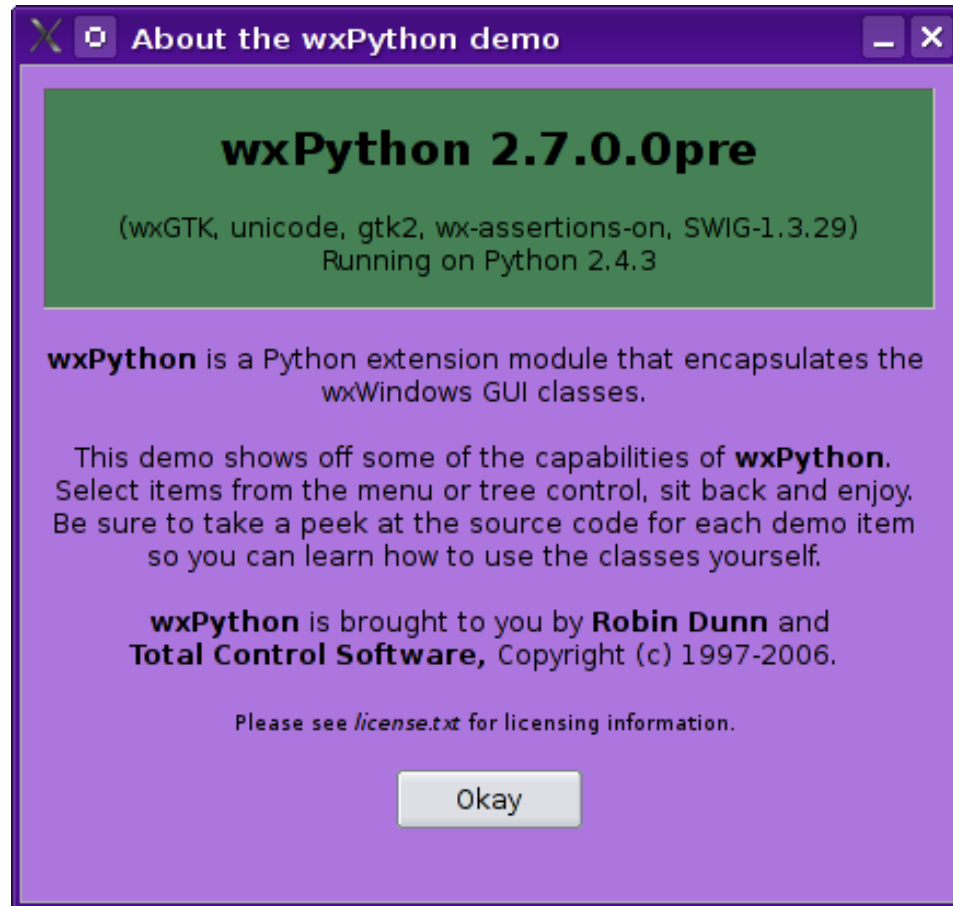 About the wxPython demo
wxPython 2.7.0.0pre
(wxGTK, unicode, gtk2, wx-assertions-on, SWIG-1.3.29)
Running on Python 2.4.3
wxPython is a Python extension module that encapsulates the
wxWindows GUI classes.
This demo shows off some of the capabilities of wxPython.
Select items from the menu or tree control, sit back and enjoy.
Be sure to take a peek at the source code for each demo item
so you can learn how to use the classes yourself.
wxPython is brought to you by Robin Dunn and
Total Control Software, Copyright (c) 1997-2006.
Please see license.txt for licensing information.
Okay